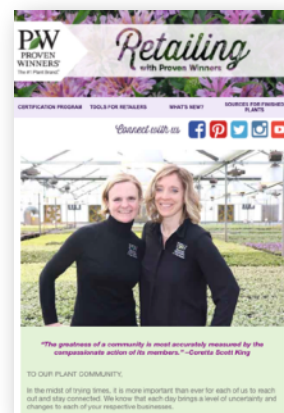 PW
PROVEN
WINNERS®
The #1 Plant Brand®
Retailing
with Proven Winners
CERTIFICATION PROGRAM TOOLS FOR RETAILERS WHAT'S NEW? SOURCES FOR FINISHED
PLANTS
Connect with us
"The greatness of a community is most accurately measured by the
compassionate action of its members." ~Coretta Scott King
TO OUR PLANT COMMUNITY,
In the midst of trying times, it is more important than ever for each of us to reach
out and stay connected. We know that each day brings a level of uncertainty and
changes to each of your respective businesses.